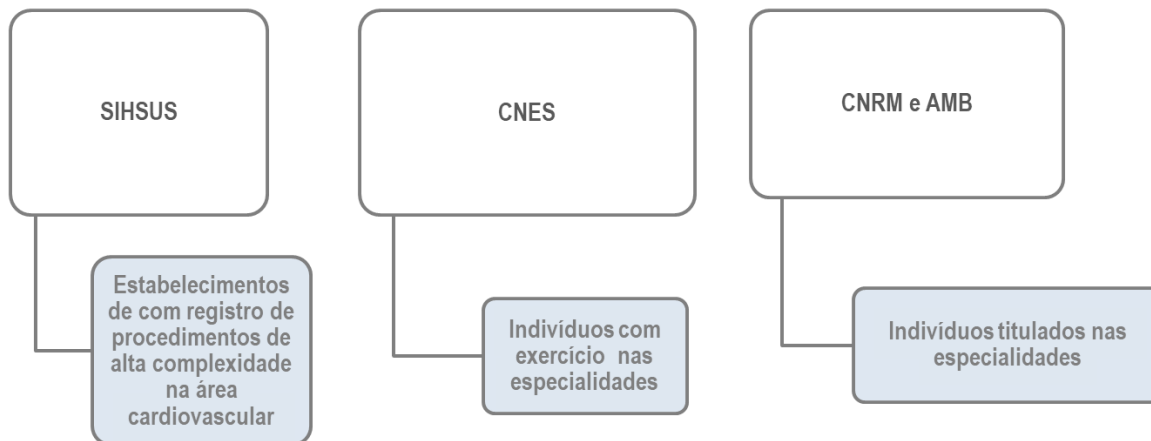 SIHSUS
CNES
CNRM e AMB
Estabelecimentos
de com registro de
procedimentos de
alta complexidade
na área
cardiovascular
Indivíduos com
exercício nas
especialidades
Indivíduos titulados nas
especialidades